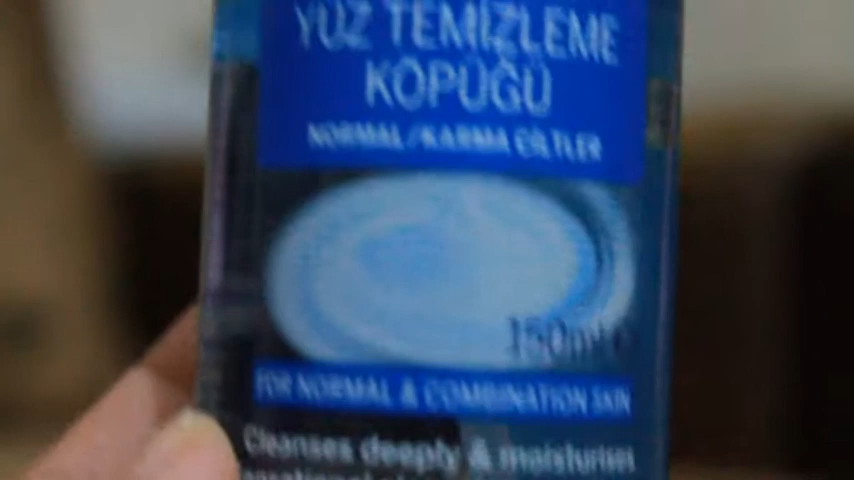 YÜZ TEMİZLEME
KÖPÜĞÜ
NORMAL/KARMA CİLTLER
150ml e
FOR NORMAL & COMBINATION SKIN
Cleanses deeply & moisturises